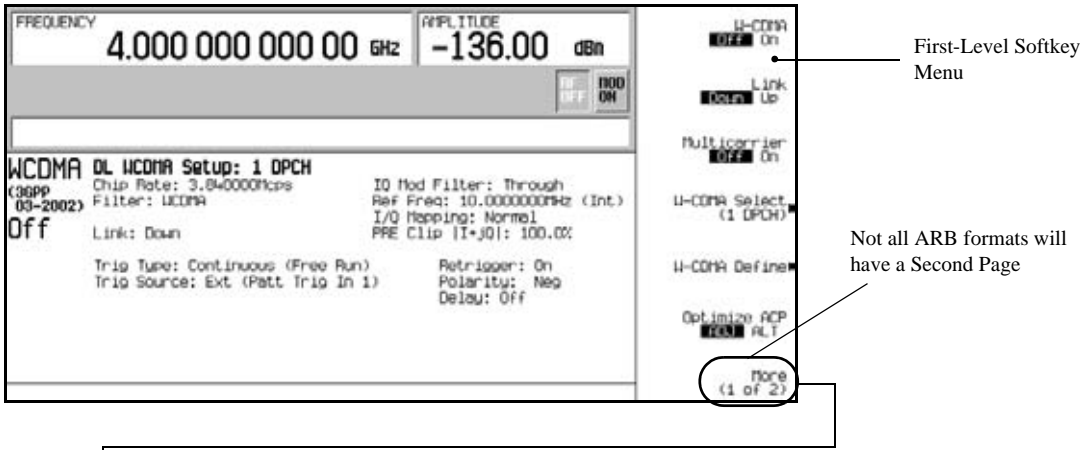 FREQUENCY
4.000 000 000 00 GHz
AMPLITUDE
-136.00 dBm
RF OFF
MOD ON
WCDMA
(3GPP 03-2002)
Off
DL WCDMA Setup: 1 DPCH
Chip Rate: 3.840000Mcps
Filter: WCDMA
Link: Down
IQ Mod Filter: Through
Ref Freq: 10.0000000MHz (Int)
I/Q Mapping: Normal
PRE Clip |I+jQ|: 100.0%
Trig Type: Continuous (Free Run)
Trig Source: Ext (Patt Trig In 1)
Retrigger: On
Polarity: Neg
Delay: Off
W-CDMA
Off On
Link
Down Up
Multicarrier
Off On
W-CDMA Select
(1 DPCH)
W-CDMA Define
Optimize ACP
ADJ ALT
More
(1 of 2)
First-Level Softkey
Menu
Not all ARB formats will
have a Second Page